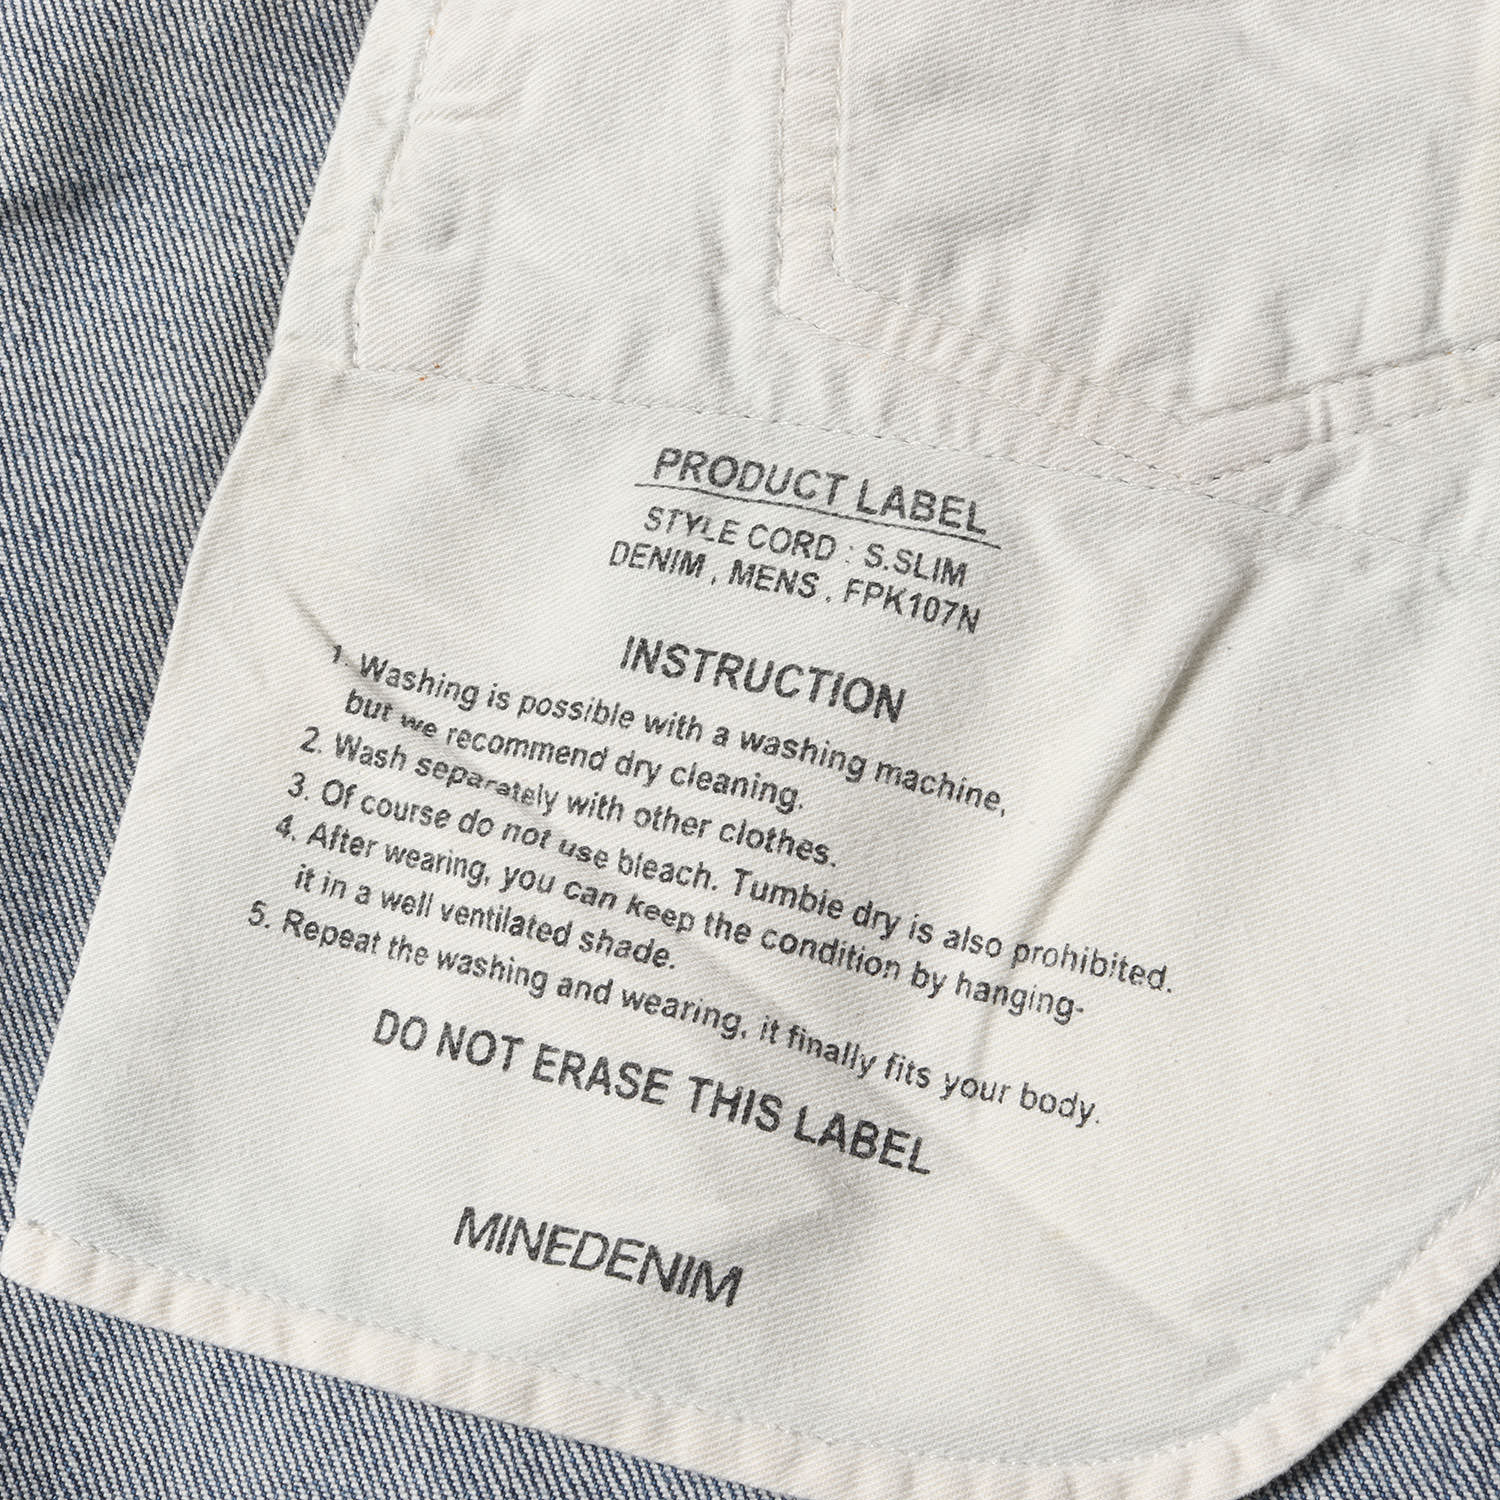 PRODUCT LABEL
STYLE CORD : S.SLIM
DENIM , MENS , FPK107N
INSTRUCTION
1. Washing is possible with a washing machine,
but we recommend dry cleaning.
2. Wash separately with other clothes.
3. Of course do not use bleach. Tumble dry is also prohibited.
4. After wearing, you can keep the condition by hanging-
it in a well ventilated shade.
5. Repeat the washing and wearing, it finally fits your body.
DO NOT ERASE THIS LABEL
MINEDENIM